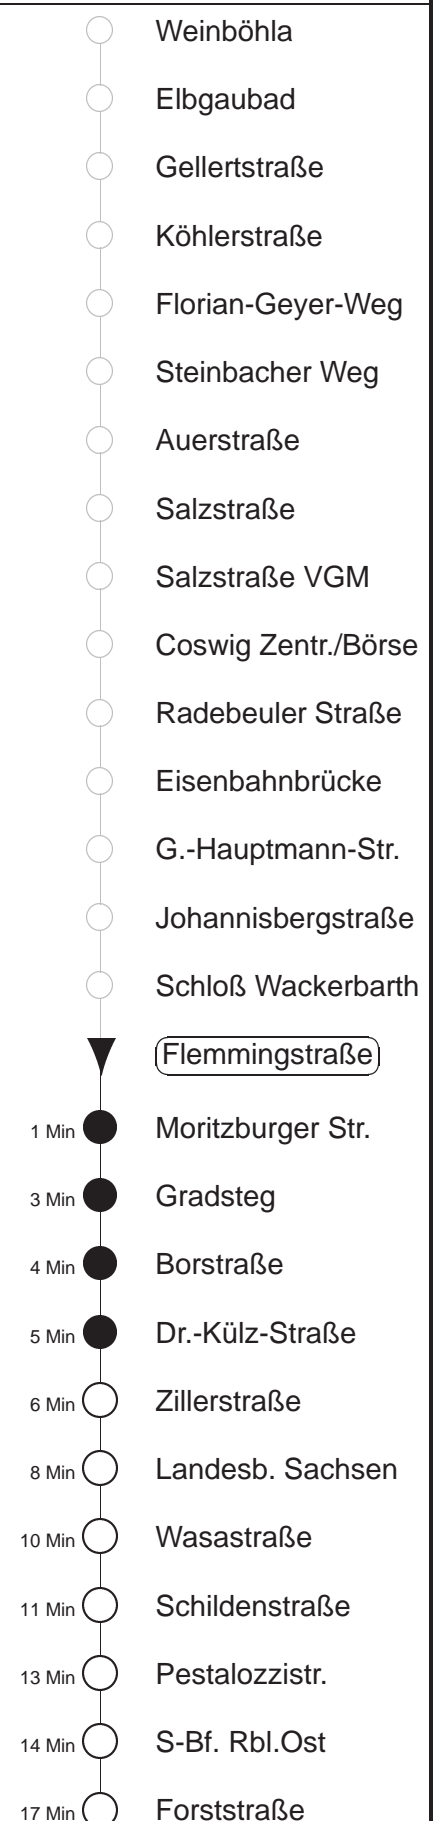 Weinböhla
Elbgaubad
Gellertstraße
Köhlerstraße
Florian-Geyer-Weg
Steinbacher Weg
Auerstraße
Salzstraße
Salzstraße VGM
Coswig Zentr./Börse
Radebeuler Straße
Eisenbahnbrücke
G.-Hauptmann-Str.
Johannisbergstraße
Schloß Wackerbarth
Flemmingstraße
1 Min Moritzburger Str.
3 Min Gradsteg
4 Min Borstraße
5 Min Dr.-Külz-Straße
6 Min Zillerstraße
8 Min Landesb. Sachsen
10 Min Wasastraße
11 Min Schildenstraße
13 Min Pestalozzistr.
14 Min S-Bf. Rbl.Ost
17 Min Forststraße